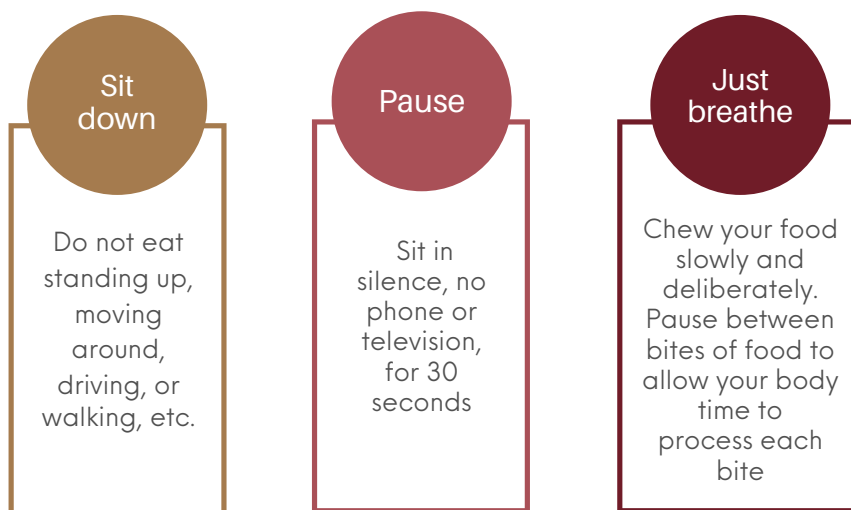 Sit
down
Do not eat
standing up,
moving
around,
driving, or
walking, etc.
Pause
Sit in
silence, no
phone or
television,
for 30
seconds
Just
breathe
Chew your food
slowly and
deliberately.
Pause between
bites of food to
allow your body
time to
process each
bite